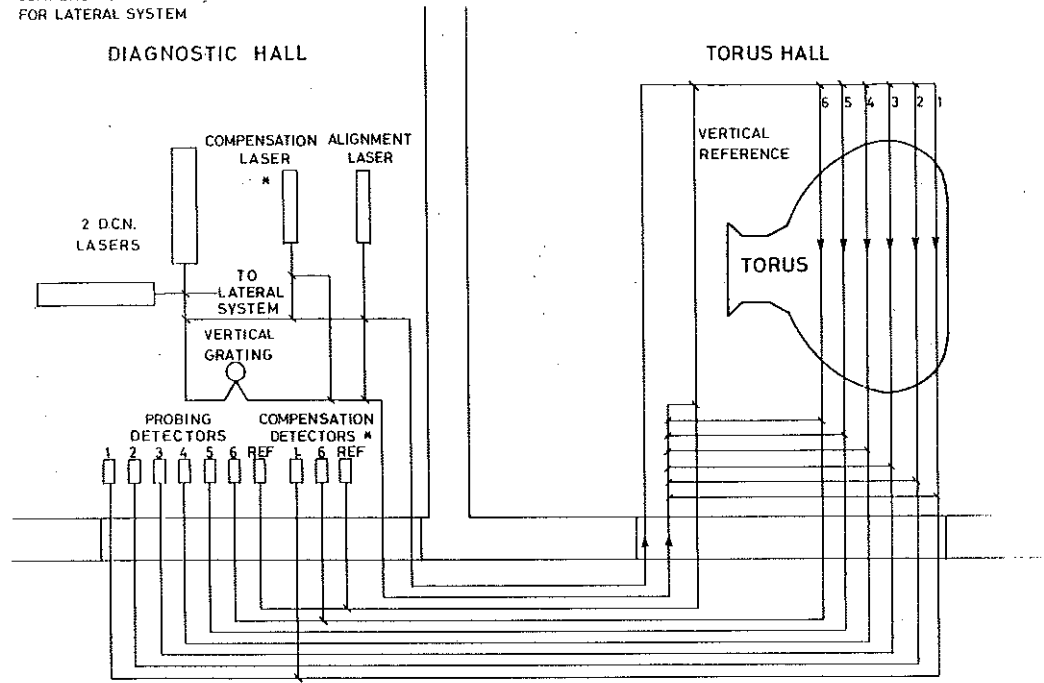 FOR LATERAL SYSTEM
DIAGNOSTIC HALL
TORUS HALL
6 5 4 3 2 1
COMPENSATION
LASER
*
ALIGNMENT
LASER
VERTICAL
REFERENCE
2 D.C.N.
LASERS
TORUS
TO
LATERAL
SYSTEM
VERTICAL
GRATING
PROBING
DETECTORS
COMPENSATION
DETECTORS *
1 2 3 4 5 6 REF 1 6 REF